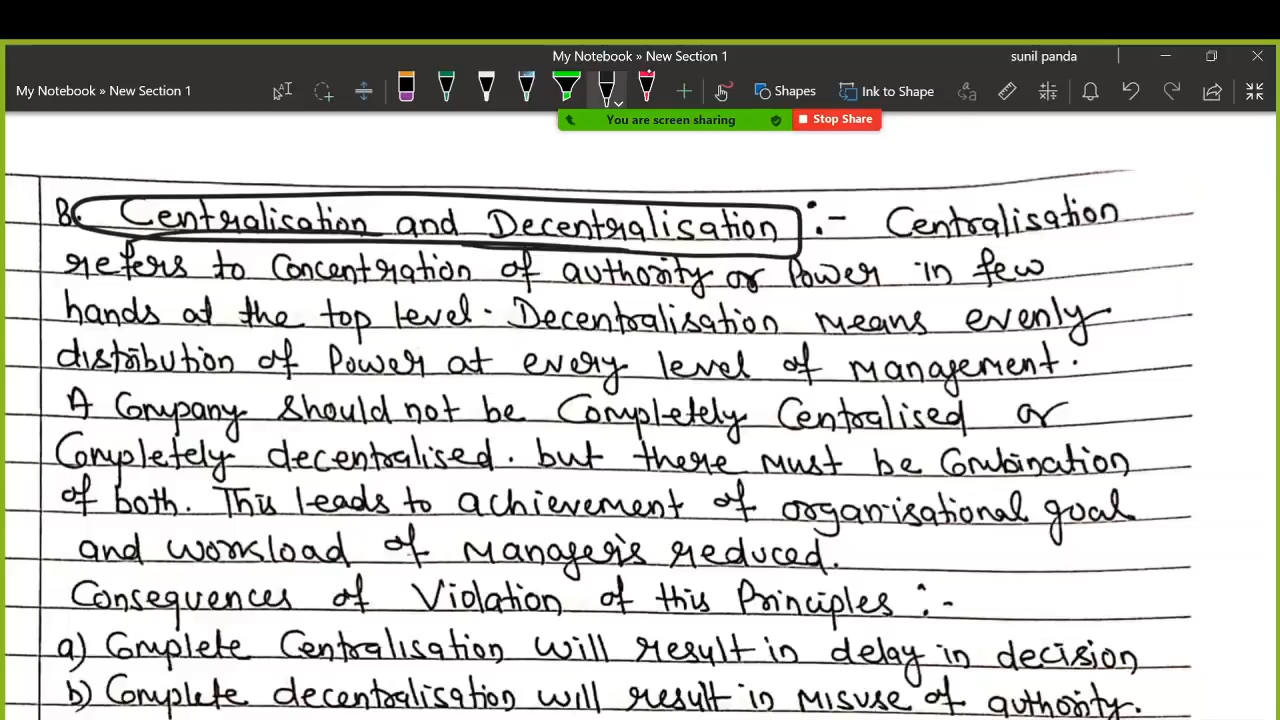 My Notebook » New Section 1
sunil panda
My Notebook » New Section 1
Shapes
Ink to Shape
You are screen sharing
Stop Share
8. Centralisation and Decentralisation :- Centralisation
refers to Concentration of authority or Power in few
hands at the top level. Decentralisation means evenly
distribution of Power at every level of management.
A Company should not be Completely Centralised or
Completely decentralised. but there must be Combination
of both. This leads to achievement of organisational goal
and workload of Manager is reduced.
Consequences of Violation of this Principles :-
a) Complete Centralisation will result in delay in decision
b) Complete decentralisation will result in misuse of authority.